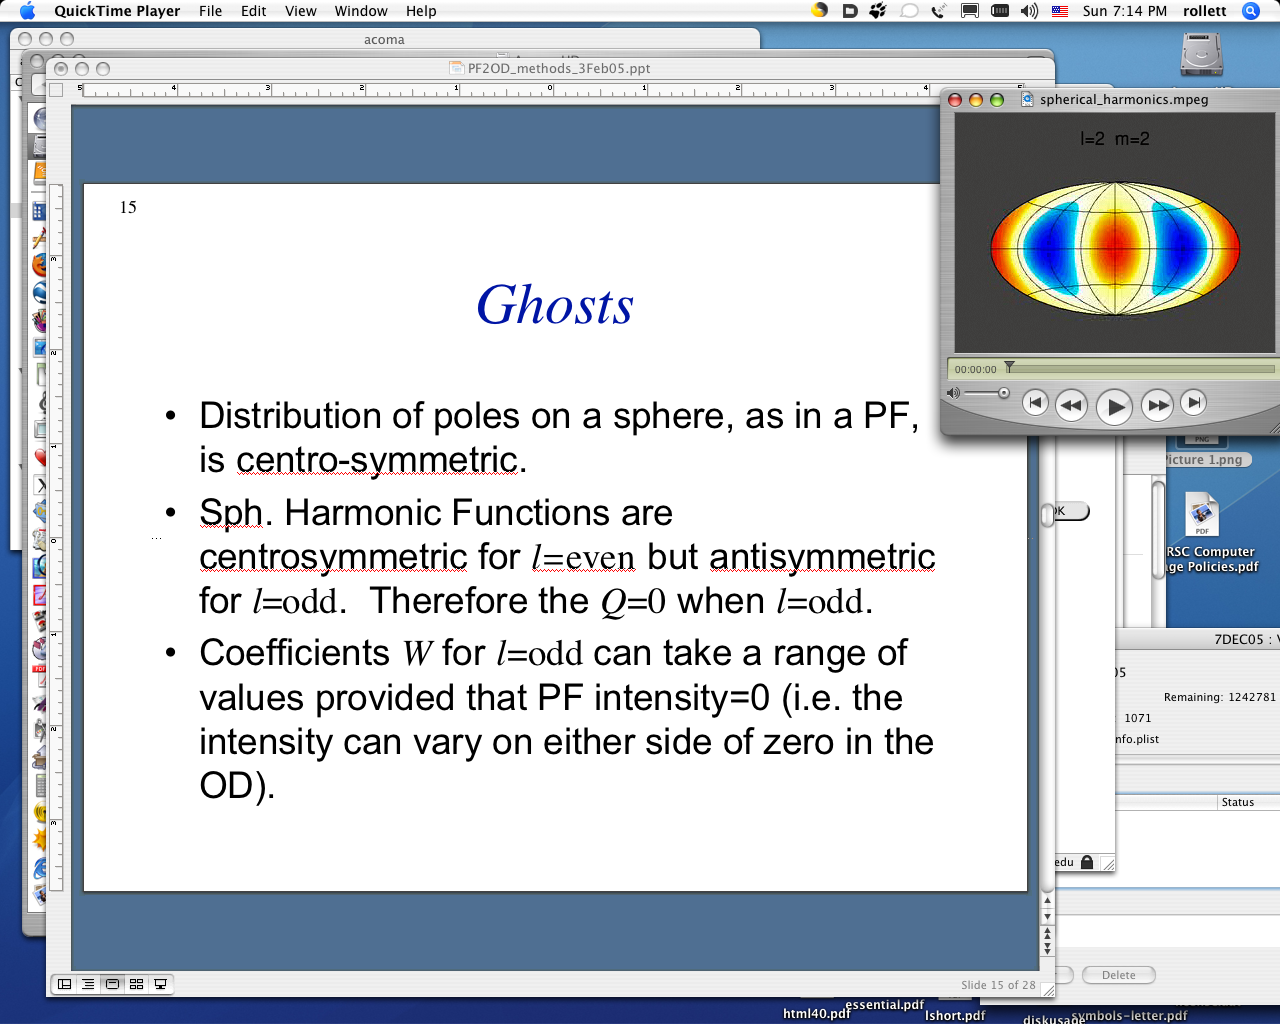 QuickTime Player File Edit View Window Help
Sun 7:14 PM rollett
acoma
PF2OD_methods_3Feb05.ppt
15
Ghosts
• Distribution of poles on a sphere, as in a PF,
is centro-symmetric.
• Sph. Harmonic Functions are
centrosymmetric for l=even but antisymmetric
for l=odd. Therefore the Q=0 when l=odd.
• Coefficients W for l=odd can take a range of
values provided that PF intensity=0 (i.e. the
intensity can vary on either side of zero in the
OD).
Slide 15 of 28
spherical_harmonics.mpeg
l=2 m=2
00:00:00
Picture 1.png
PDF
RSC Computer
ge Policies.pdf
7DEC05 : V
05
Remaining: 1242781
1071
nfo.plist
Status
edu
Delete
essential.pdf
html40.pdf
lshort.pdf
diskusage
symbols-letter.pdf